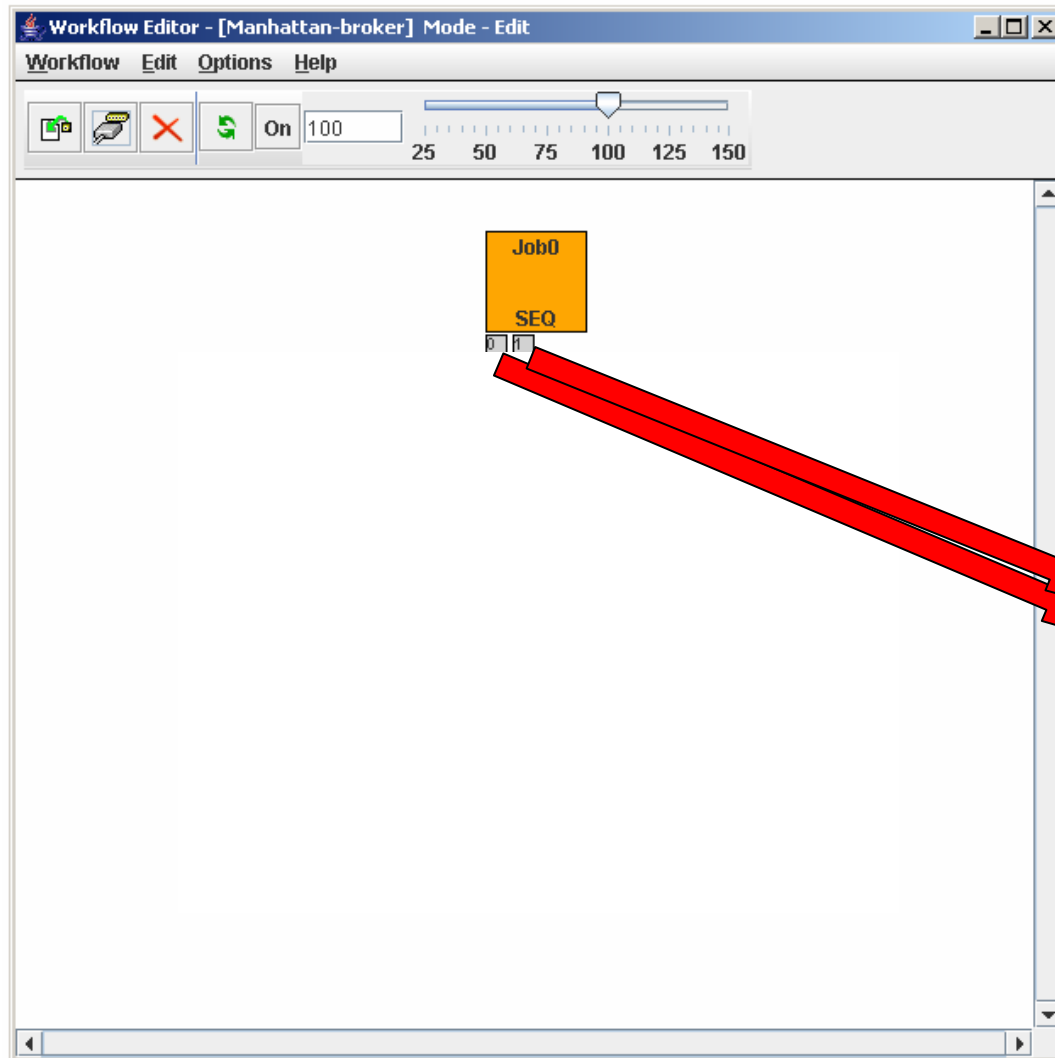 Workflow Editor - [Manhattan-broker] Mode - Edit
Workflow Edit Options Help
On 100
25 50 75 100 125 150
Job0
SEQ
0 1